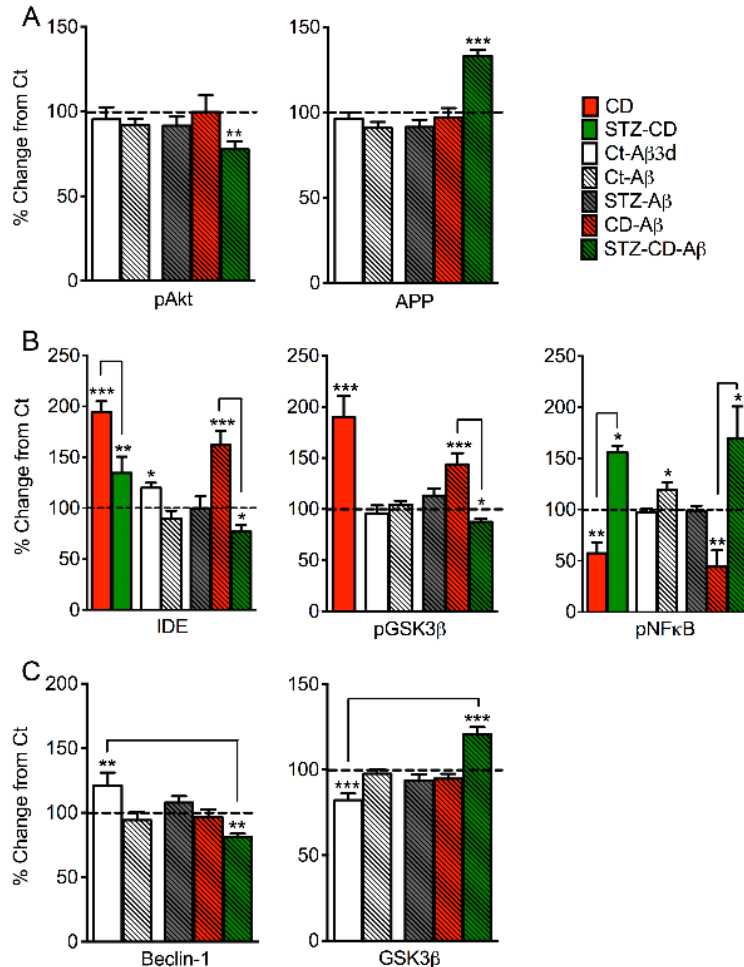 A
% Change from Ct
150
100
50
0
**
pAkt
150
100
50
0
***
APP
CD
STZ-CD
Ct-Aβ3d
Ct-Aβ
STZ-Aβ
CD-Aβ
STZ-CD-Aβ
B
% Change from Ct
250
200
150
100
50
0
***
**
*
***
*
IDE
250
200
150
100
50
0
***
***
*
pGSK3β
250
200
150
100
50
0
**
*
*
**
*
pNFκB
C
% Change from Ct
200
150
100
50
0
**
**
Beclin-1
150
100
50
0
***
***
GSK3β